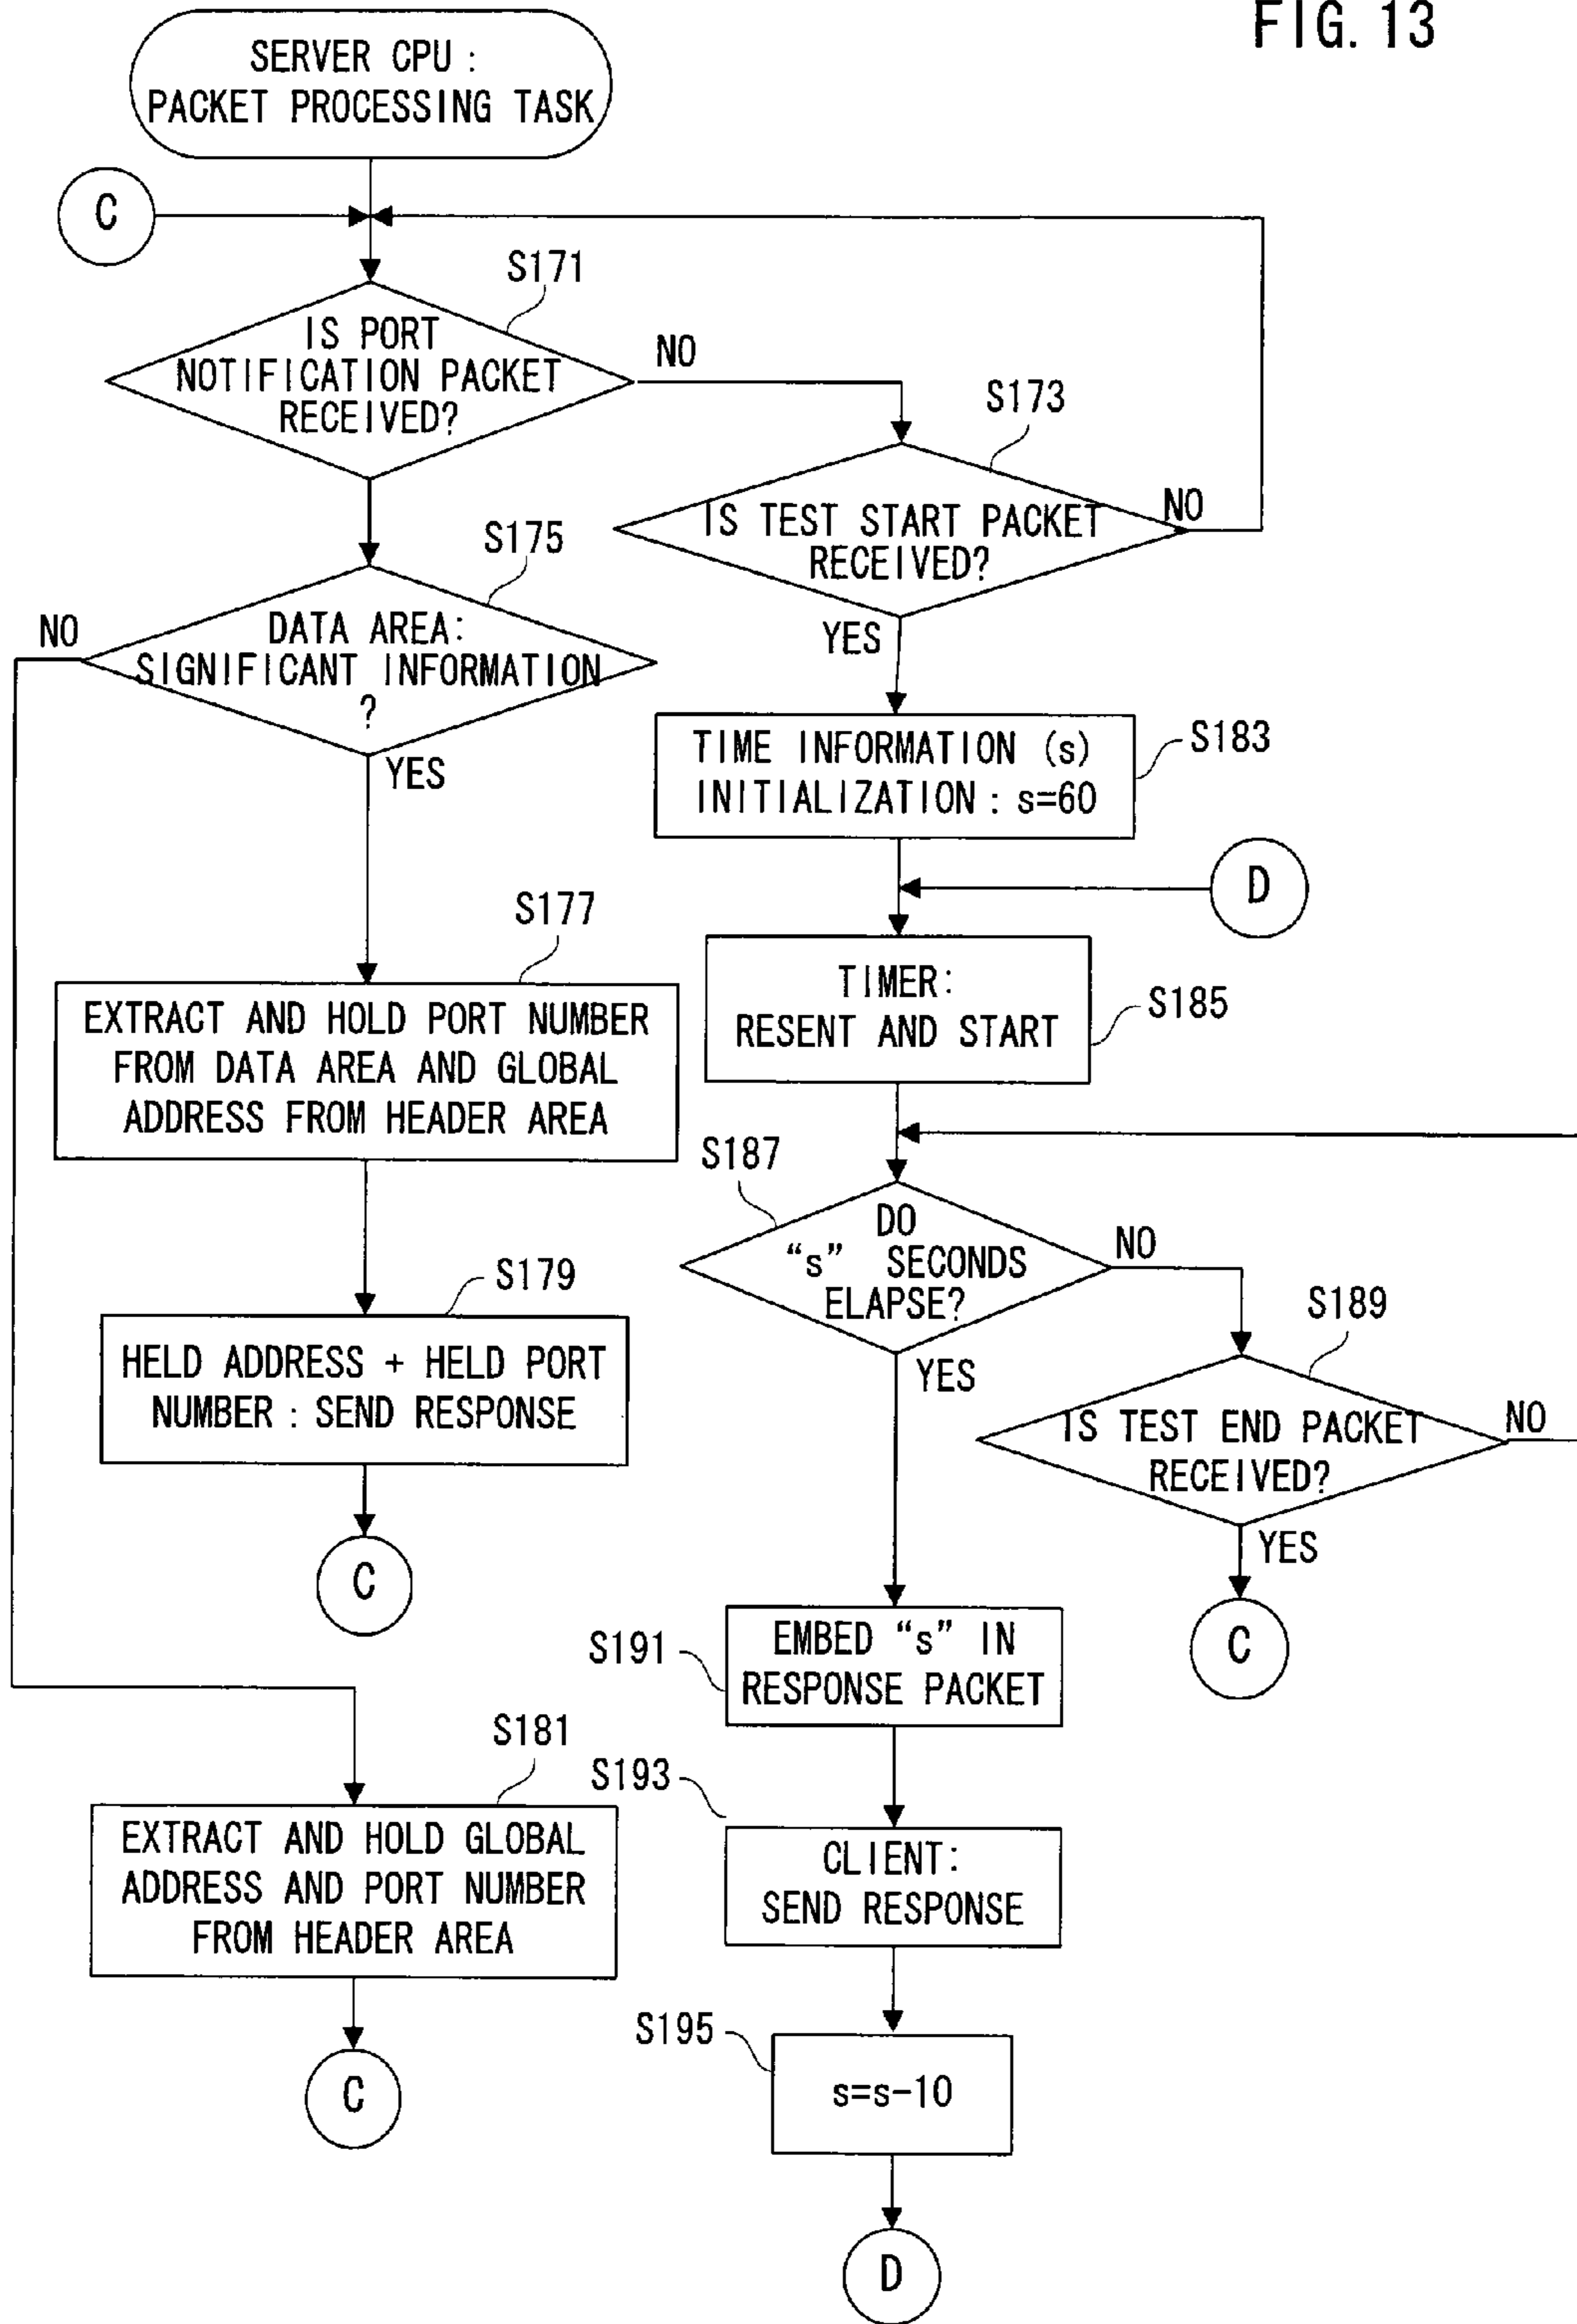 FIG. 13
SERVER CPU :
PACKET PROCESSING TASK
C
S171
IS PORT
NOTIFICATION PACKET
RECEIVED?
NO
S173
IS TEST START PACKET
RECEIVED?
NO
YES
S175
DATA AREA:
SIGNIFICANT INFORMATION
?
NO
YES
S183
TIME INFORMATION (s)
INITIALIZATION : s=60
D
S177
EXTRACT AND HOLD PORT NUMBER
FROM DATA AREA AND GLOBAL
ADDRESS FROM HEADER AREA
TIMER:
RESENT AND START
S185
S187
DO
“s” SECONDS
ELAPSE?
NO
YES
S179
HELD ADDRESS + HELD PORT
NUMBER : SEND RESPONSE
C
S189
IS TEST END PACKET
RECEIVED?
NO
YES
C
S191
EMBED “s” IN
RESPONSE PACKET
S181
EXTRACT AND HOLD GLOBAL
ADDRESS AND PORT NUMBER
FROM HEADER AREA
C
S193
CLIENT:
SEND RESPONSE
S195
s=s-10
D